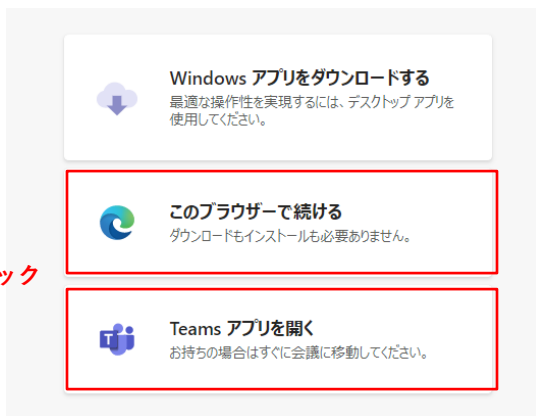 Windows アプリをダウンロードする
最適な操作性を実現するには、デスクトップ アプリを
使用してください。
このブラウザーで続ける
ダウンロードもインストールも必要ありません。
ック
Teams アプリを開く
お持ちの場合はすぐに会議に移動してください。